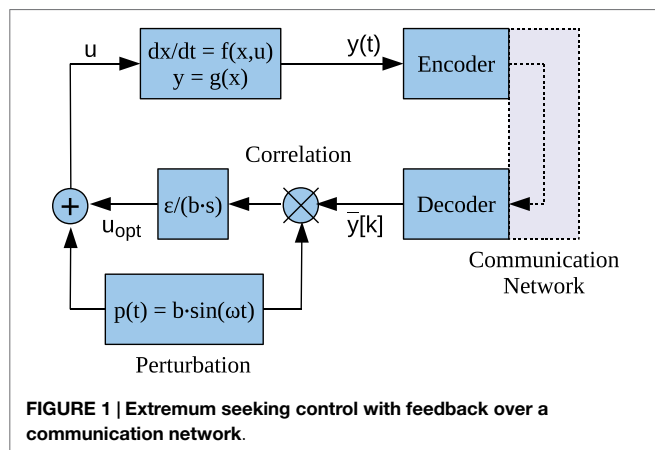 u
dx/dt = f(x,u)
y = g(x)
y(t)
Encoder
Correlation
+
u_opt
ε/(b·s)
ȳ[k]
Decoder
Communication
Network
p(t) = b·sin(ωt)
Perturbation
FIGURE 1 | Extremum seeking control with feedback over a
communication network.